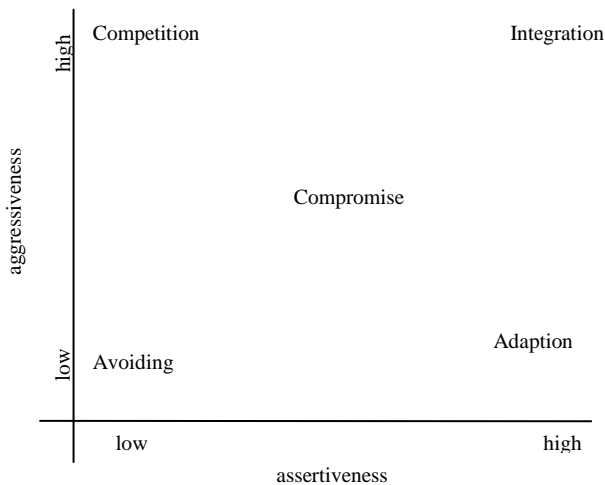 Competition Integration
high
Compromise
aggressiveness
Adaption
Avoiding
low
low high
assertiveness